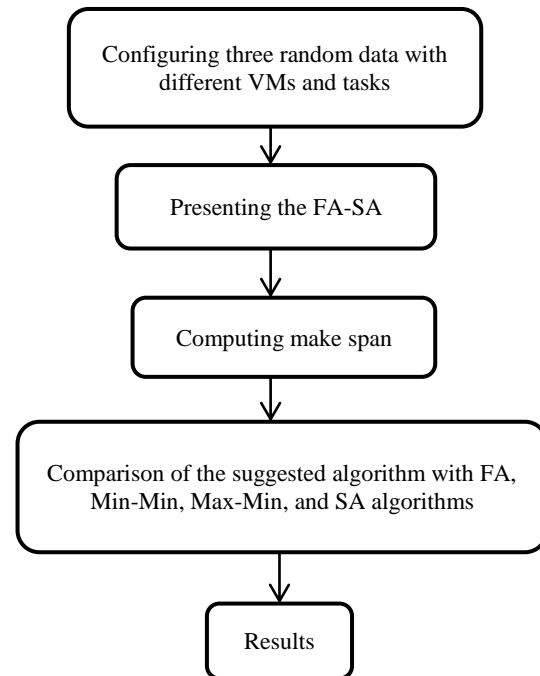 Configuring three random data with
different VMs and tasks
Presenting the FA-SA
Computing make span
Comparison of the suggested algorithm with FA,
Min-Min, Max-Min, and SA algorithms
Results